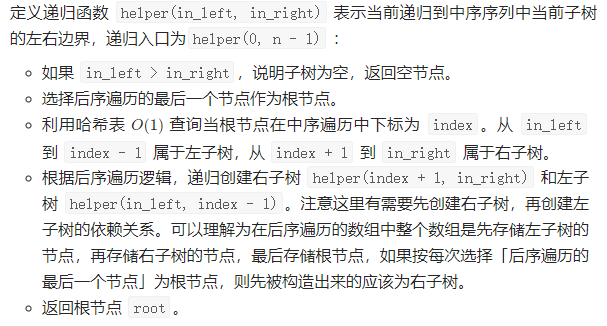 定义递归函数 helper(in_left, in_right) 表示当前递归到中序序列中当前子树
的左右边界，递归入口为helper(0, n - 1) ：
如果 in_left > in_right ，说明子树为空，返回空节点。
选择后序遍历的最后一个节点作为根节点。
利用哈希表 O(1) 查询当根节点在中序遍历中下标为 index 。从 in_left
到 index - 1 属于左子树，从 index + 1 到 in_right 属于右子树。
根据后序遍历逻辑，递归创建右子树 helper(index + 1, in_right) 和左子
树 helper(in_left, index - 1) 。注意这里有需要先创建右子树，再创建左
子树的依赖关系。可以理解为在后序遍历的数组中整个数组是先存储左子树的
节点，再存储右子树的节点，最后存储根节点，如果按每次选择「后序遍历的
最后一个节点」为根节点，则先被构造出来的应该为右子树。
返回根节点 root 。